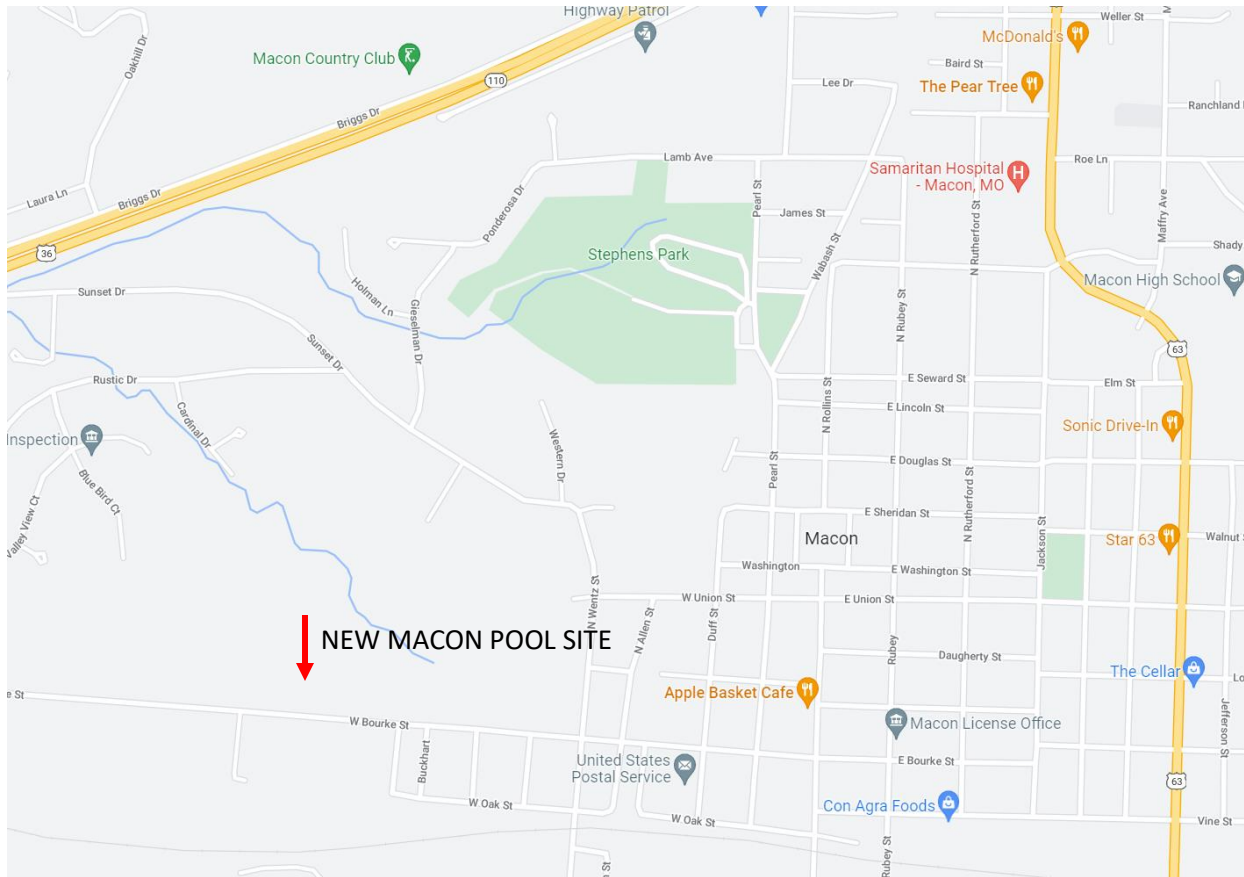 Highway Patrol
Weller St
McDonald's
Oakhill Dr
Macon Country Club
Baird St
110
Lee Dr
The Pear Tree
Ranchland
Briggs Dr
Lamb Ave
Roe Ln
Samaritan Hospital
- Macon, MO
Laura Ln
Briggs Dr
Ponderosa Dr
Pearl St
James St
N Rutherford St
Maffry Ave
36
Stephens Park
Wabash St
Shady
Holman Ln
Macon High School
Sunset Dr
Gieselman Dr
N Rubey St
Sunset Dr
63
Rustic Dr
E Seward St
Elm St
Cardinal Dr
N Rollins St
E Lincoln St
Sonic Drive-In
Inspection
Western Dr
Pearl St
E Douglas St
Blue Bird Ct
N Rutherford St
Valley View Ct
E Sheridan St
Jackson St
Macon
Star 63
Walnut
Washington
E Washington St
N Wentz St
W Union St
E Union St
N Allen St
Duff St
NEW MACON POOL SITE
Rubey
Daugherty St
The Cellar
Lo
e St
Apple Basket Cafe
Jefferson St
W Bourke St
Macon License Office
Buckhart
United States
Postal Service
E Bourke St
63
W Oak St
Con Agra Foods
W Oak St
Vine St
Rubey St
St